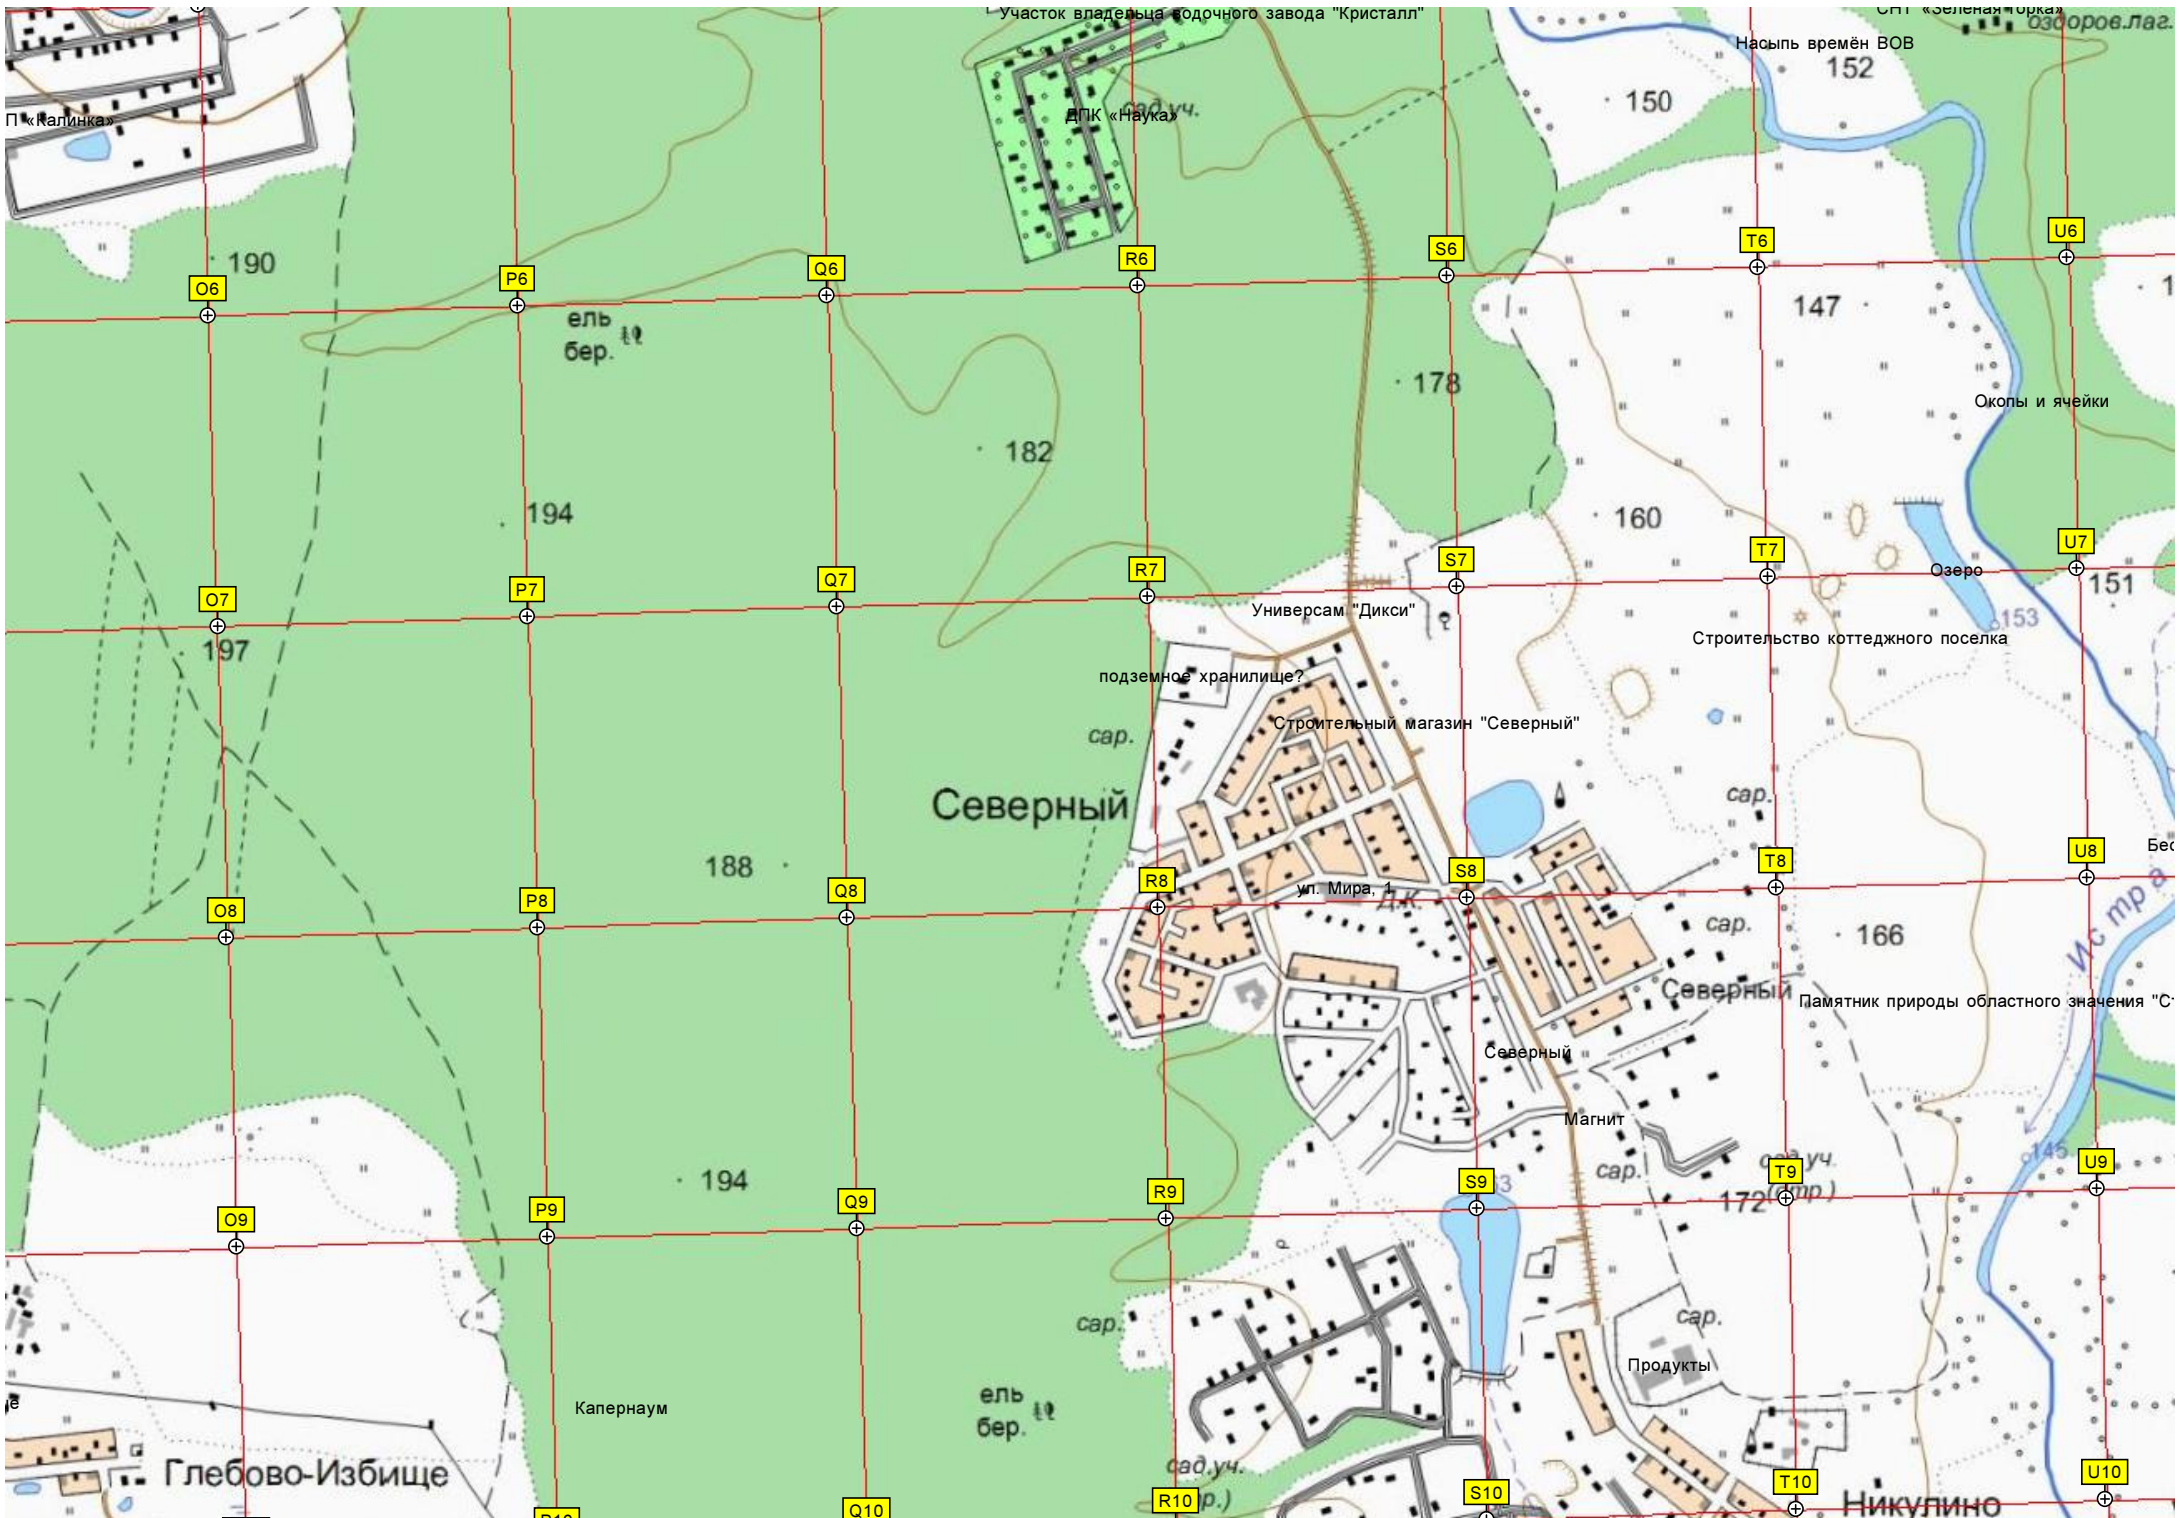 Участок владельца водочного завода "Кристалл"
СНТ «Зелёная горка»
оздоров.лаг.
Насыпь времён ВОВ
152
150
П «Калинка»
ДПК «Наука»
сад.уч.
190
O6
P6
Q6
R6
S6
T6
U6
147
ель
бер.
178
Окопы и ячейки
182
194
160
O7
P7
Q7
R7
S7
T7
U7
Озеро
151
Универсам "Дикси"
153
197
Строительство коттеджного поселка
подземное хранилище?
Строительный магазин "Северный"
сар.
Северный
сар.
188
O8
P8
Q8
R8
S8
T8
U8
ул. Мира, 1
Д.К.
сар.
166
Истра
Северный
Памятник природы областного значения "С
Северный
Магнит
сад.уч.
145
сар.
194
172
O9
P9
Q9
R9
S9
T9
U9
сар.
сар.
Продукты
Капернаум
ель
бер.
Глебово-Избище
сад.уч.
Q10
R10
S10
T10
U10
Никулино